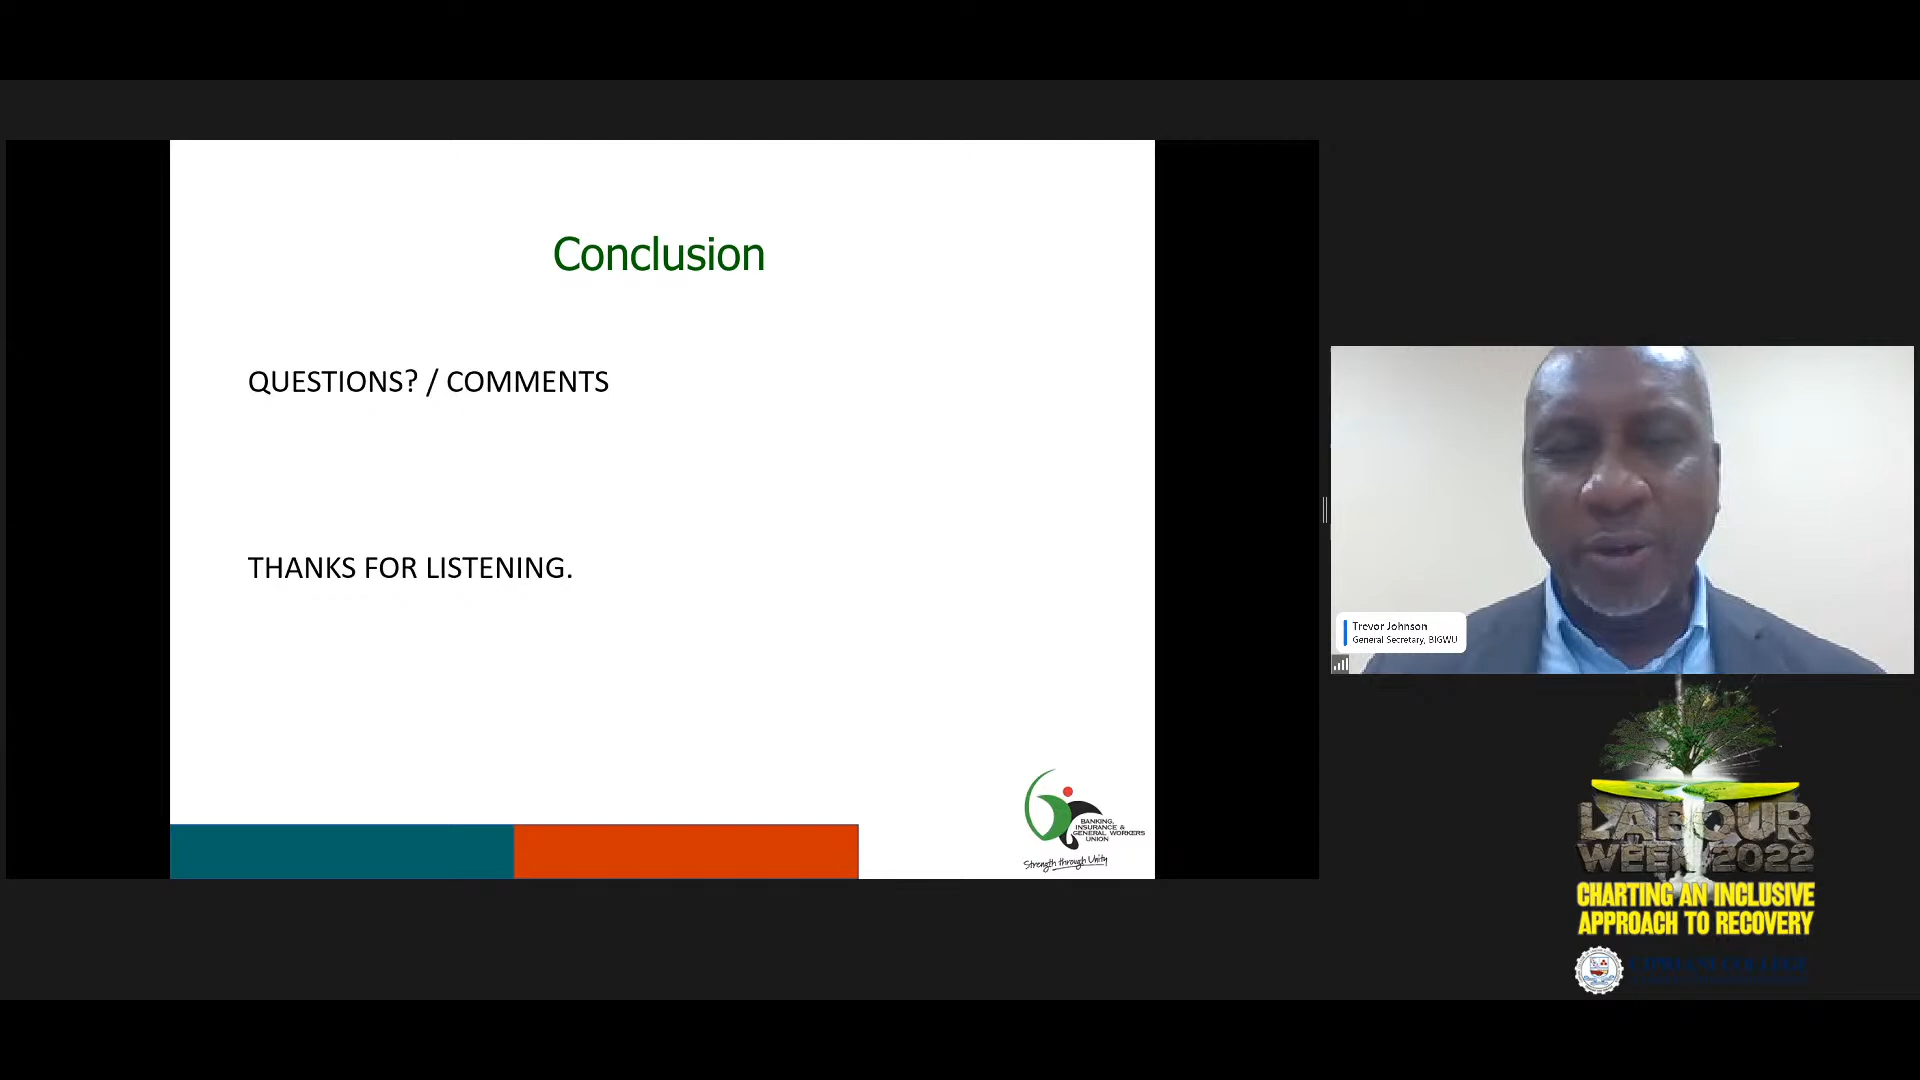 Conclusion
QUESTIONS? / COMMENTS
THANKS FOR LISTENING.
BANKING,
INSURANCE &
GENERAL WORKERS
UNION
Strength through Unity
Trevor Johnson
General Secretary, BIGWU
LABOUR
WEEK 2022
CHARTING AN INCLUSIVE
APPROACH TO RECOVERY